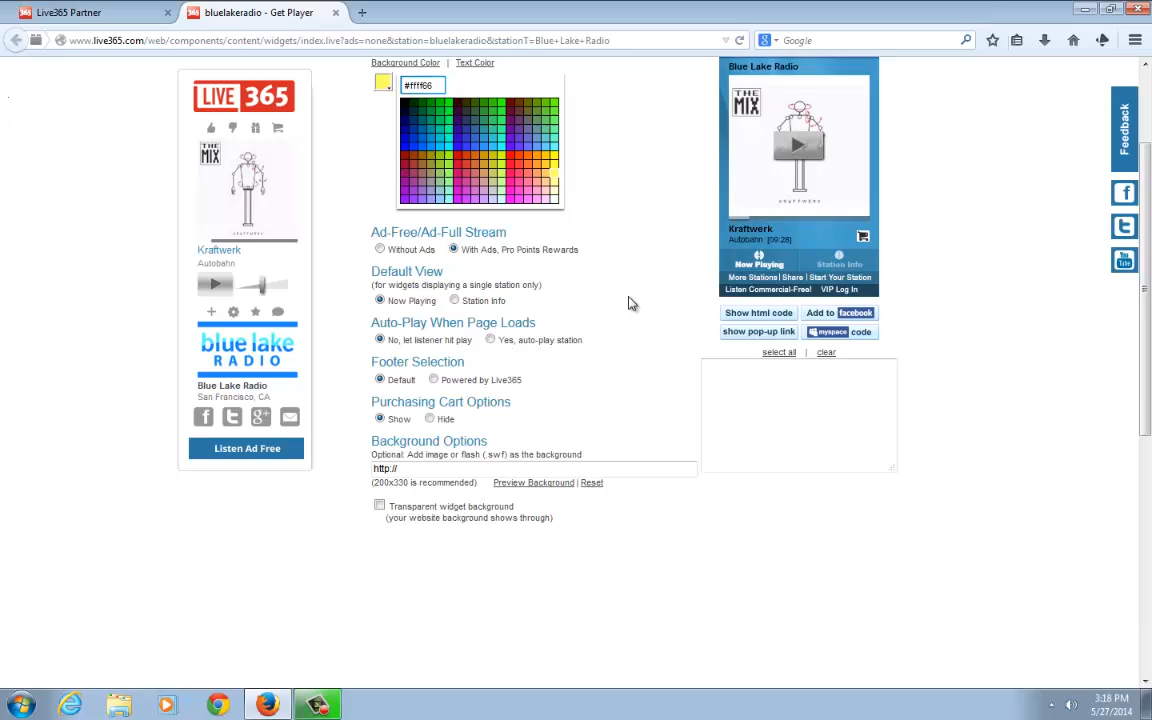 Live365 Partner
bluelakeradio - Get Player
www.live365.com/web/components/content/widgets/index.live?ads=none&station=bluelakeradio&stationT=Blue+Lake+Radio
Google
LIVE 365
THE MIX
Kraftwerk
Autobahn
blue lake
RADIO
Blue Lake Radio
San Francisco, CA
Listen Ad Free
Background Color | Text Color
#ffff66
Ad-Free/Ad-Full Stream
Without Ads With Ads, Pro Points Rewards
Default View
(for widgets displaying a single station only)
Now Playing Station Info
Auto-Play When Page Loads
No, let listener hit play Yes, auto-play station
Footer Selection
Default Powered by Live365
Purchasing Cart Options
Show Hide
Background Options
Optional: Add image or flash (.swf) as the background
http://
(200x330 is recommended) Preview Background | Reset
Transparent widget background
(your website background shows through)
Blue Lake Radio
THE MIX
Kraftwerk
Autobahn [09:28]
Now Playing Station Info
More Stations | Share | Start Your Station
Listen Commercial-Free! VIP Log In
Show html code Add to facebook
show pop-up link myspace code
select all | clear
Feedback
You Tube
3:18 PM
5/27/2014